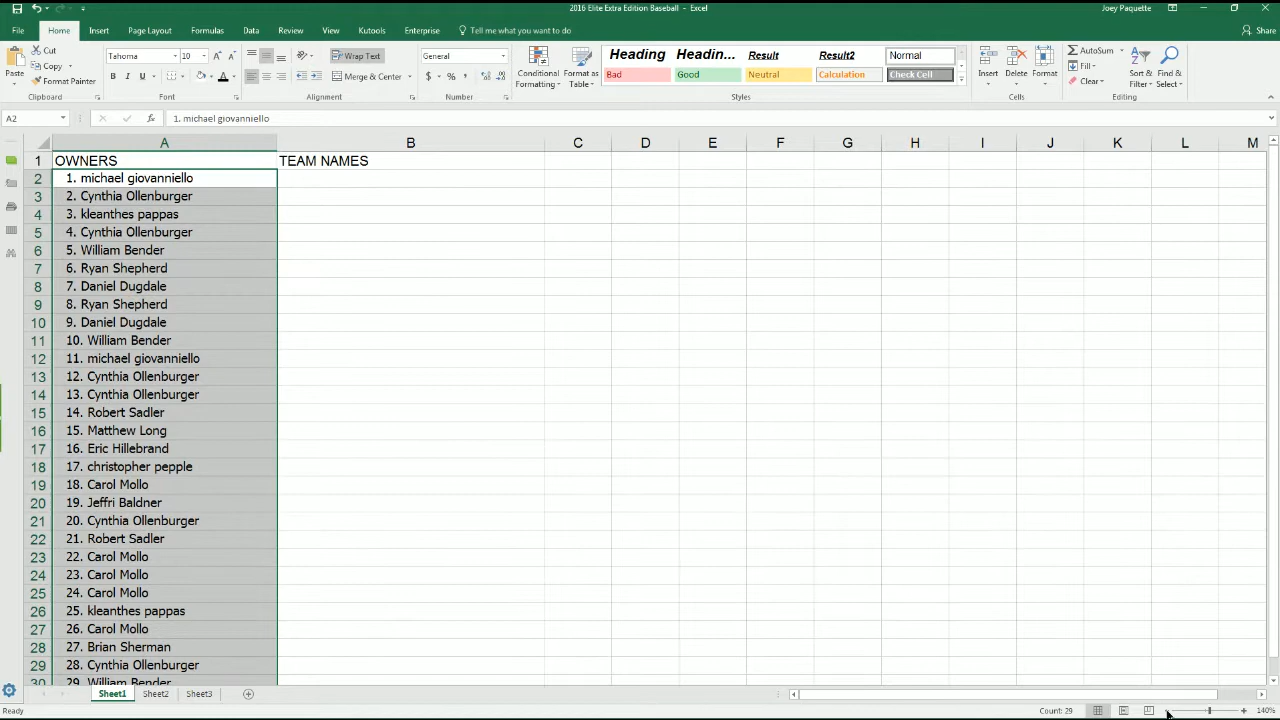 2016 Elite Extra Edition Baseball - Excel
Joey Paquette
File Home Insert Page Layout Formulas Data Review View Kutools Enterprise Tell me what you want to do
Share
Paste
Cut
Copy
Format Painter
Clipboard
Tahoma 10
B I U
Font
Wrap Text
Merge & Center
Alignment
General
$ % ,
Number
Conditional Formatting
Format as Table
Heading Headin... Result Result2 Normal
Bad Good Neutral Calculation Check Cell
Styles
Insert Delete Format
Cells
AutoSum
Fill
Clear
Sort & Filter
Find & Select
Editing
A2 fx 1. michael giovanniello
A B C D E F G H I J K L M
1 OWNERS TEAM NAMES
2 1. michael giovanniello
3 2. Cynthia Ollenburger
4 3. kleanthes pappas
5 4. Cynthia Ollenburger
6 5. William Bender
7 6. Ryan Shepherd
8 7. Daniel Dugdale
9 8. Ryan Shepherd
10 9. Daniel Dugdale
11 10. William Bender
12 11. michael giovanniello
13 12. Cynthia Ollenburger
14 13. Cynthia Ollenburger
15 14. Robert Sadler
16 15. Matthew Long
17 16. Eric Hillebrand
18 17. christopher pepple
19 18. Carol Mollo
20 19. Jeffri Baldner
21 20. Cynthia Ollenburger
22 21. Robert Sadler
23 22. Carol Mollo
24 23. Carol Mollo
25 24. Carol Mollo
26 25. kleanthes pappas
27 26. Carol Mollo
28 27. Brian Sherman
29 28. Cynthia Ollenburger
30 29. William Bender
Sheet1 Sheet2 Sheet3
Ready
Count: 29
140%